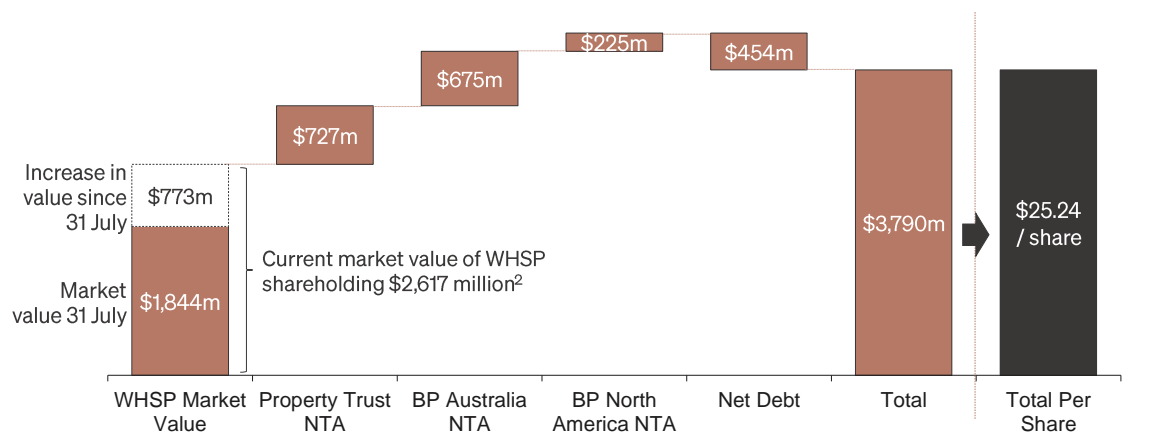 $225m
$454m
$675m
$727m
Increase in
value since
31 July
$773m
$3,790m
$25.24
/ share
Current market value of WHSP
shareholding $2,617 million²
Market
value 31 July
$1,844m
WHSP Market
Value
Property Trust
NTA
BP Australia
NTA
BP North
America NTA
Net Debt
Total
Total Per
Share